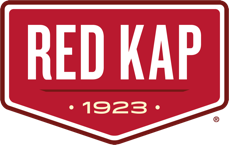 RED KAP
· 1923 ·
®